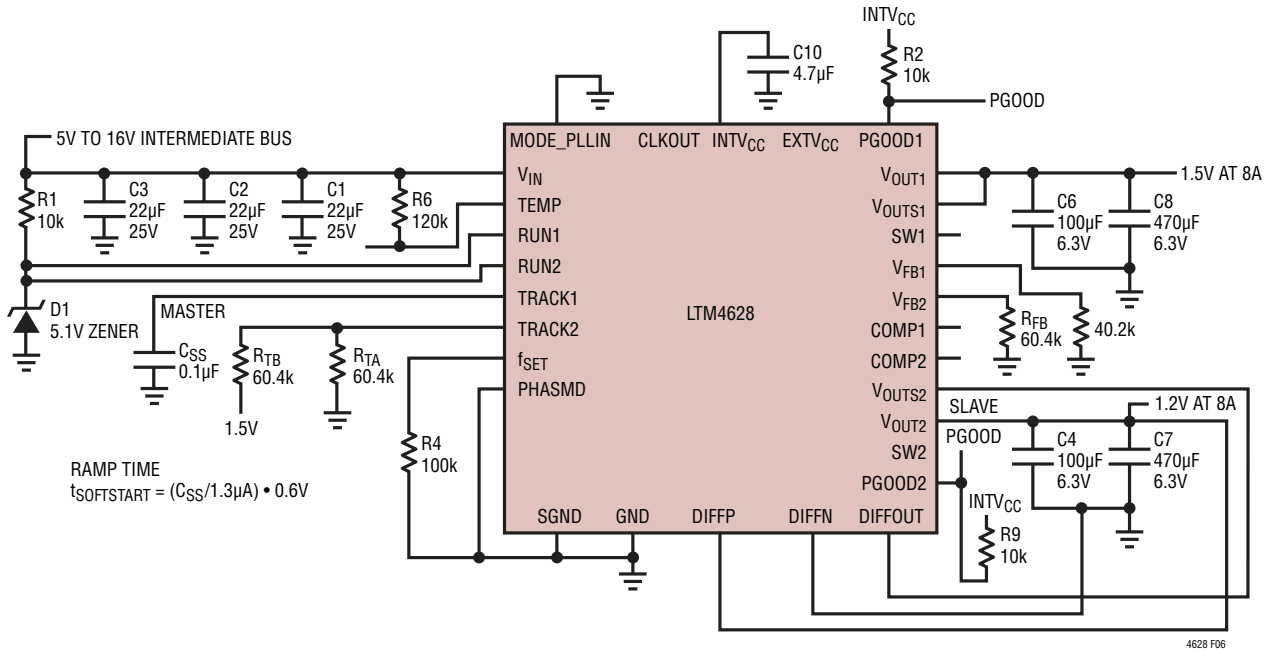 INTVCC
C10
4.7µF
R2
10k
PGOOD
5V TO 16V INTERMEDIATE BUS
MODE_PLLIN
CLKOUT
INTVCC
EXTVCC
PGOOD1
R1
10k
C3
22µF
25V
C2
22µF
25V
C1
22µF
25V
R6
120k
VIN
TEMP
RUN1
RUN2
TRACK1
TRACK2
fSET
PHASMD
LTM4628
VOUT1
VOUTS1
SW1
VFB1
VFB2
COMP1
COMP2
VOUTS2
VOUT2
SW2
PGOOD2
1.5V AT 8A
C6
100µF
6.3V
C8
470µF
6.3V
D1
5.1V ZENER
MASTER
CSS
0.1µF
RTB
60.4k
RTA
60.4k
1.5V
RFB
60.4k
40.2k
SLAVE
1.2V AT 8A
PGOOD
C4
100µF
6.3V
C7
470µF
6.3V
R4
100k
RAMP TIME
tSOFTSTART = (CSS/1.3µA) • 0.6V
INTVCC
R9
10k
SGND
GND
DIFFP
DIFFN
DIFFOUT
4628 F06